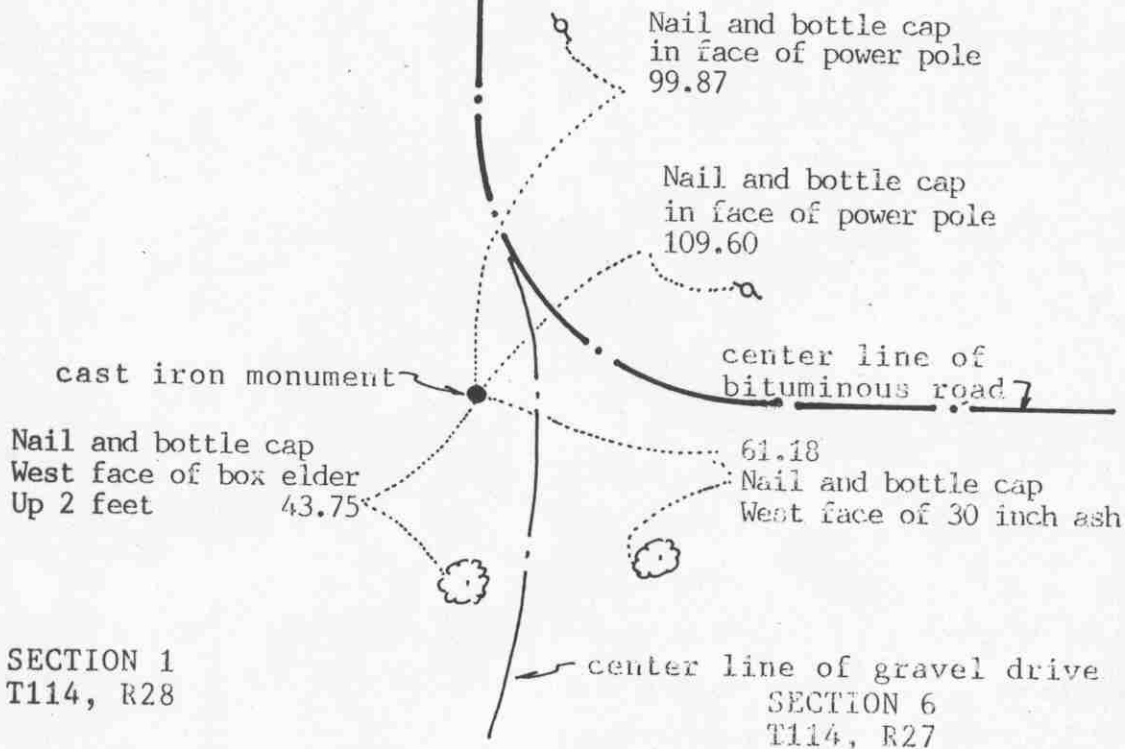 Nail and bottle cap
in face of power pole
99.87
Nail and bottle cap
in face of power pole
109.60
cast iron monument
center line of
bituminous road
Nail and bottle cap
West face of box elder
Up 2 feet 43.75
61.18
Nail and bottle cap
West face of 30 inch ash
SECTION 1
T114, R28
center line of gravel drive
SECTION 6
T114, R27